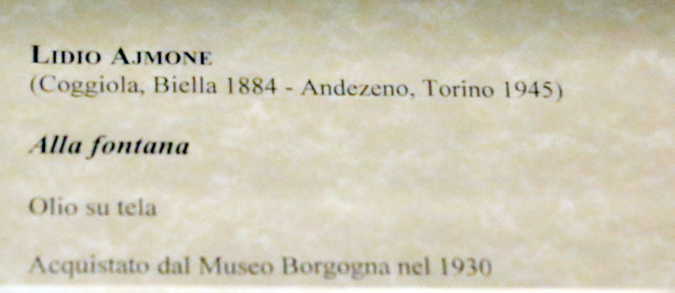 LIDIO AJMONE
(Coggiola, Biella 1884 - Andezeno, Torino 1945)
Alla fontana
Olio su tela
Acquistato dal Museo Borgogna nel 1930